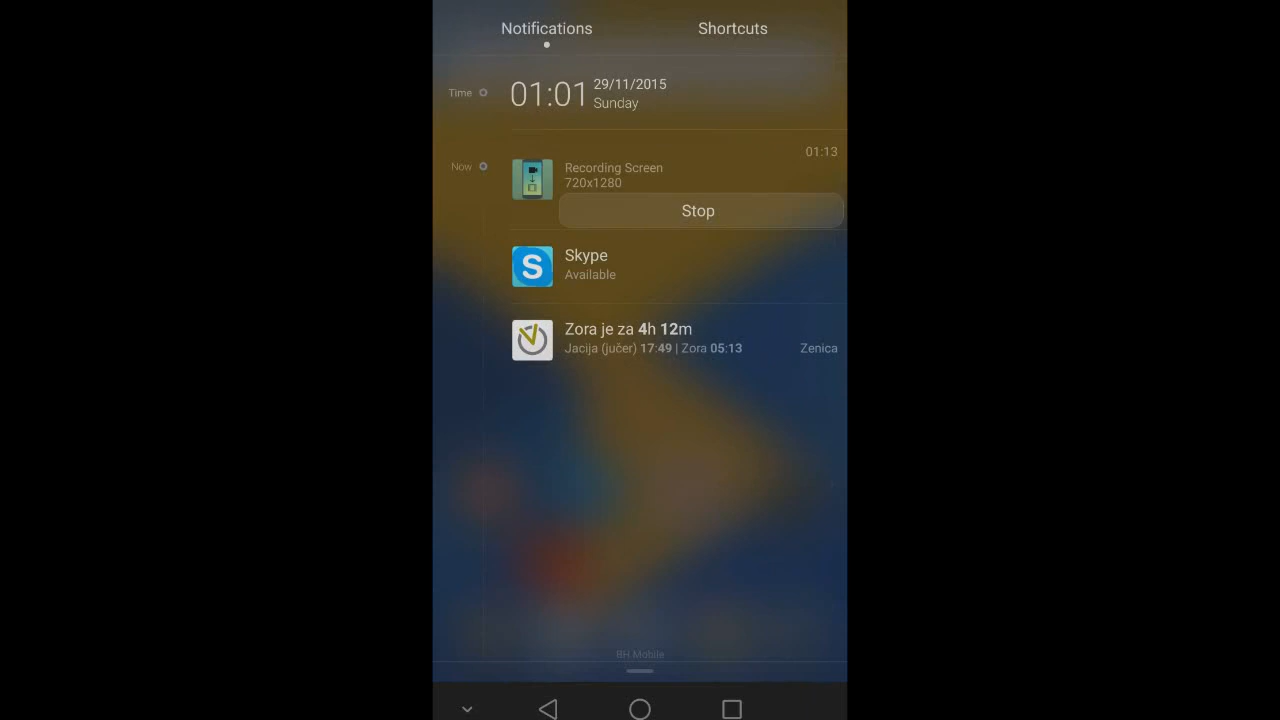 Notifications
Shortcuts
Time
01:01
29/11/2015
Sunday
01:13
Now
Recording Screen
720x1280
Stop
S
Skype
Available
Zora je za 4h 12m
Jacija (jučer) 17:49 | Zora 05:13
Zenica
BH Mobile